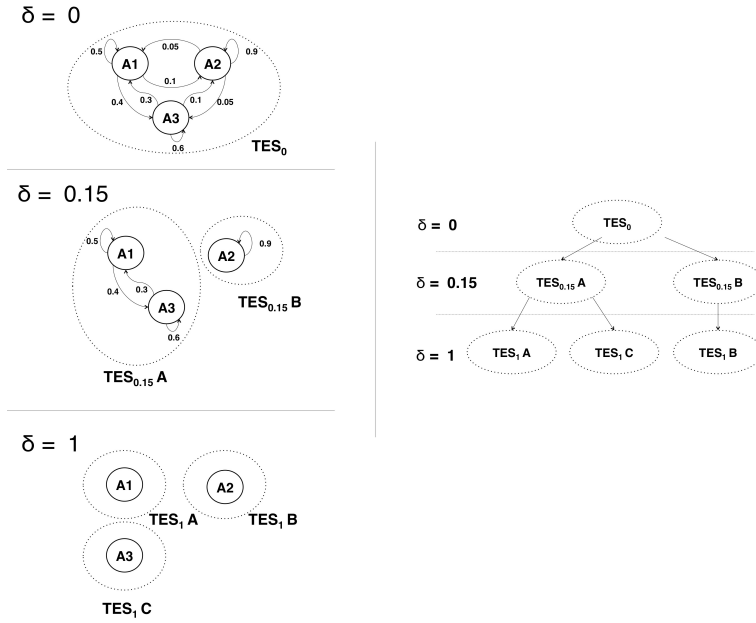 δ = 0
0.5
A1
0.05
A2
0.9
0.1
0.4
0.3
0.1
0.05
A3
0.6
TES0
δ = 0.15
0.5
A1
0.4
0.3
A3
0.6
A2
0.9
TES0.15 B
TES0.15 A
δ = 1
A1
A2
TES1 A
TES1 B
A3
TES1 C
δ = 0
TES0
δ = 0.15
TES0.15 A
TES0.15 B
δ = 1
TES1 A
TES1 C
TES1 B